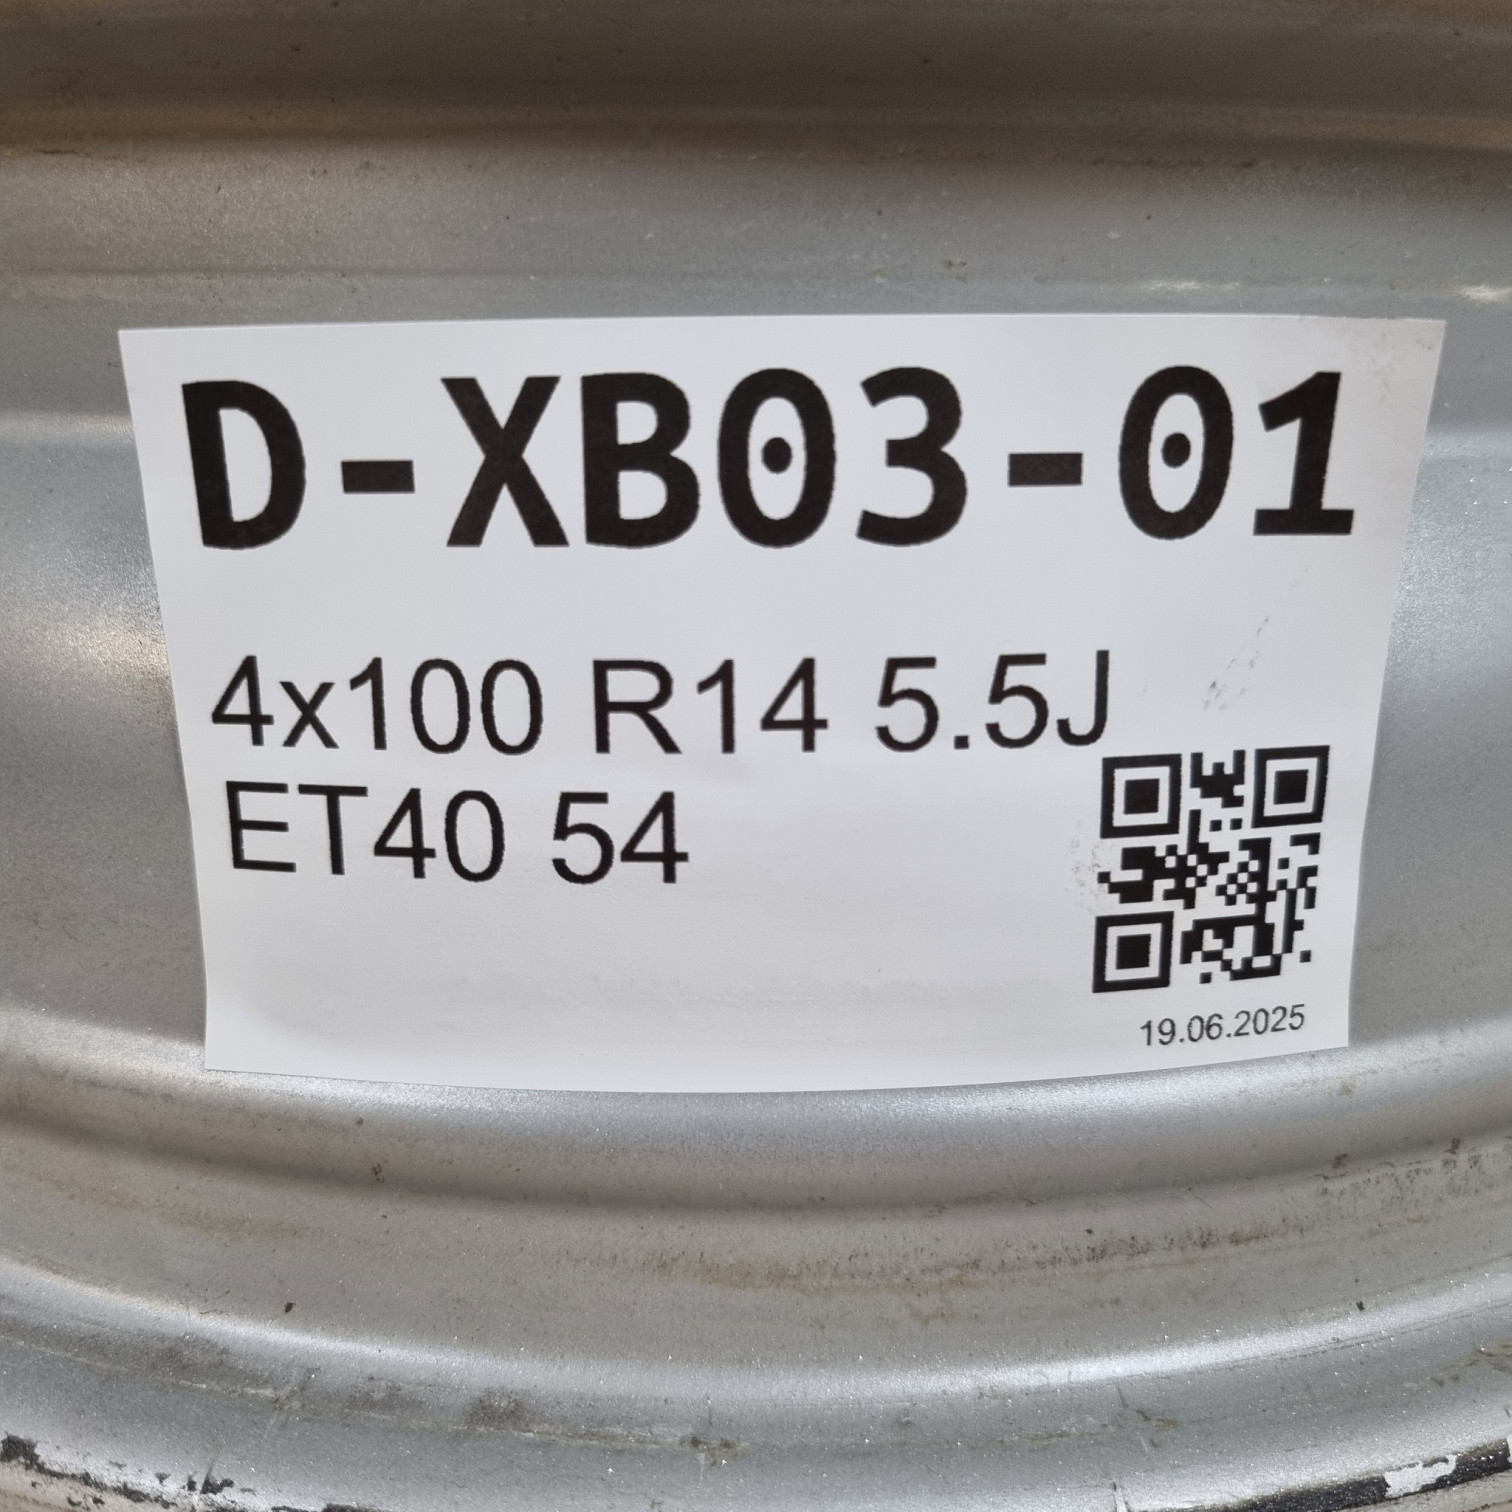 D-XB03-01
4x100 R14 5.5J
ET40 54
19.06.2025